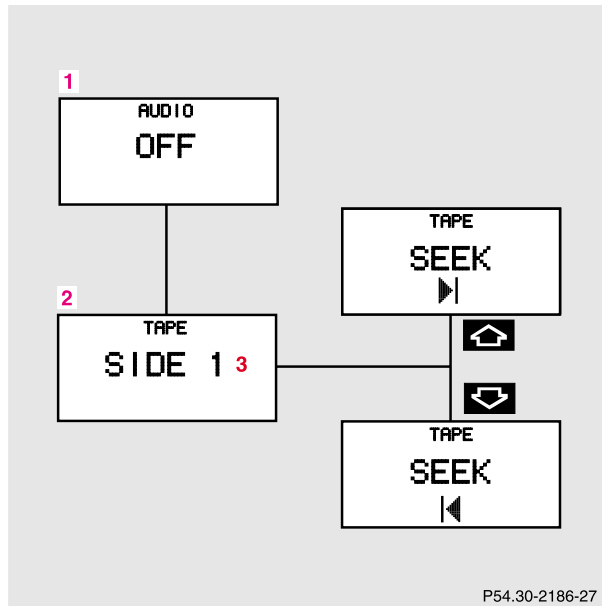 1
AUDIO
OFF
2
TAPE
SIDE 1 3
TAPE
SEEK
TAPE
SEEK
P54.30-2186-27